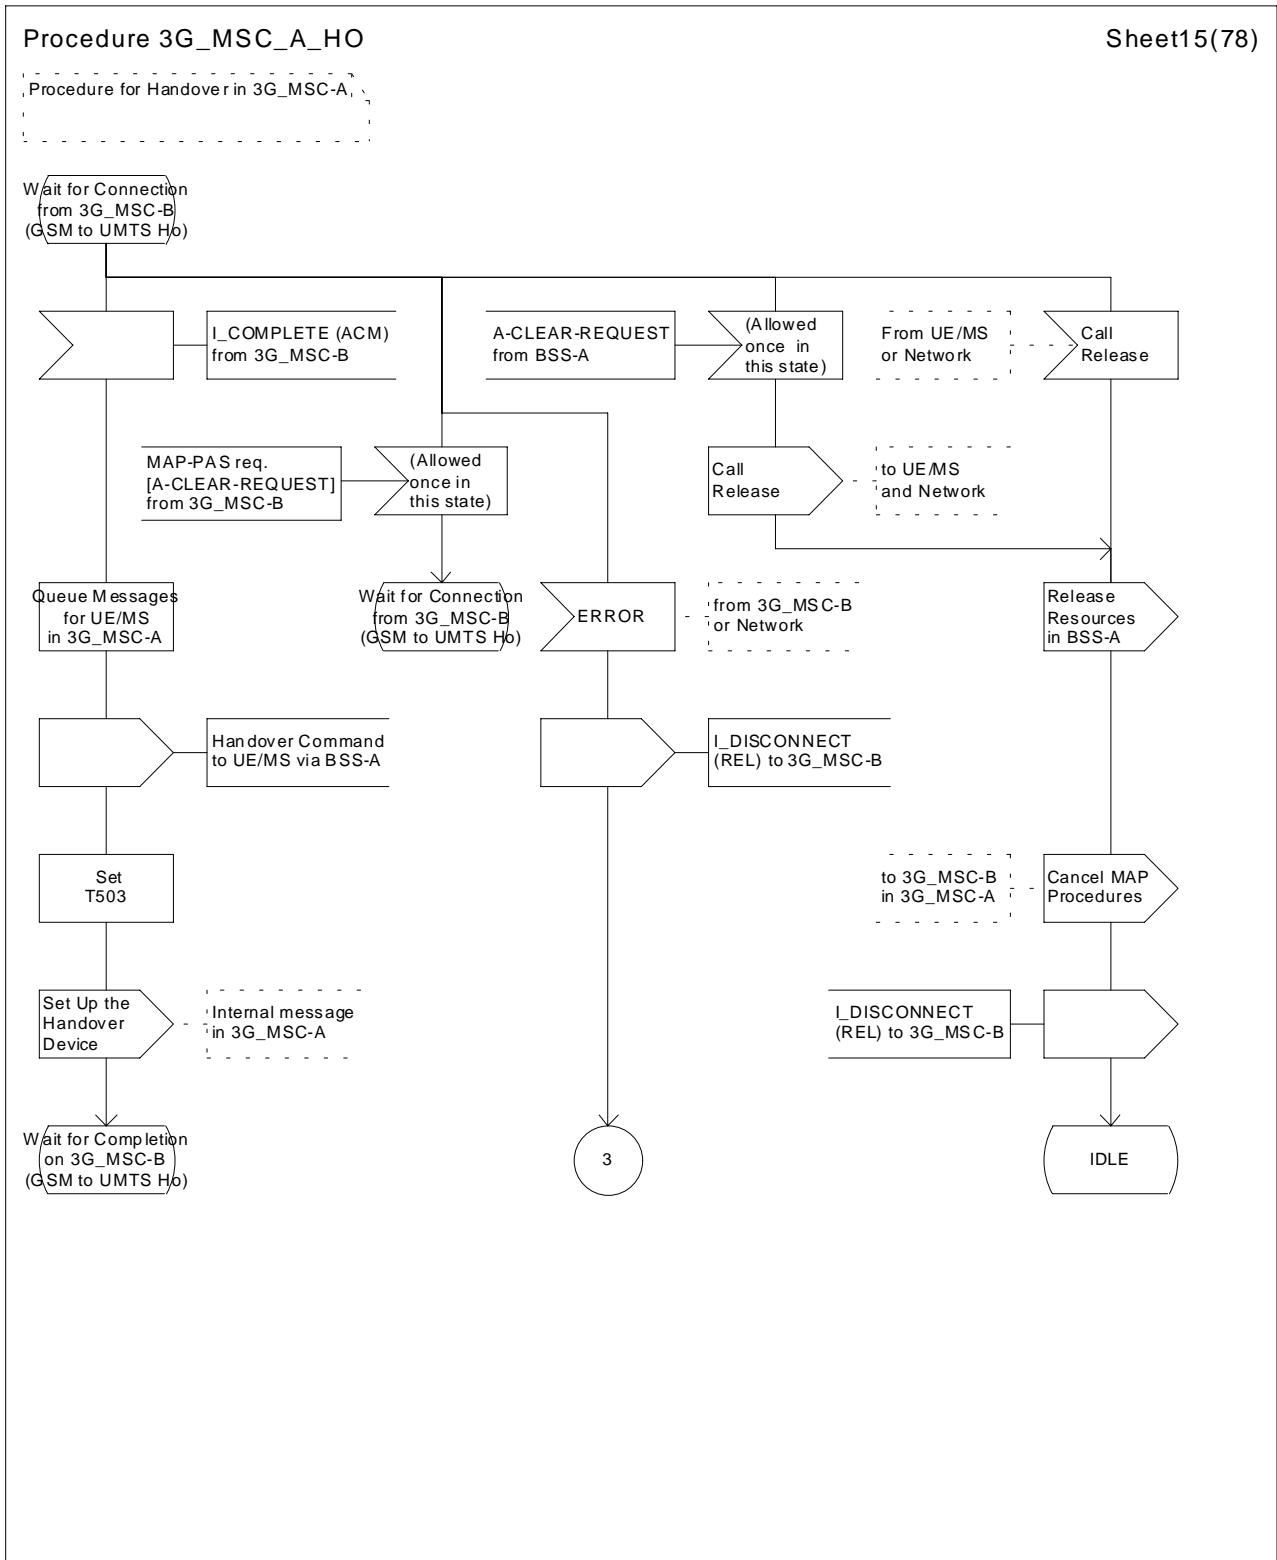 Procedure 3G_MSC_A_HO
Sheet15(78)
Procedure for Handover in 3G_MSC-A
Wait for Connection
from 3G_MSC-B
(GSM to UMTS Ho)
I_COMPLETE (ACM)
from 3G_MSC-B
A-CLEAR-REQUEST
from BSS-A
(Allowed
once in
this state)
From UE/MS
or Network
Call
Release
MAP-PAS req.
[A-CLEAR-REQUEST]
from 3G_MSC-B
(Allowed
once in
this state)
Call
Release
to UE/MS
and Network
Queue Messages
for UE/MS
in 3G_MSC-A
Wait for Connection
from 3G_MSC-B
(GSM to UMTS Ho)
ERROR
from 3G_MSC-B
or Network
Release
Resources
in BSS-A
Handover Command
to UE/MS via BSS-A
I_DISCONNECT
(REL) to 3G_MSC-B
Set
T503
to 3G_MSC-B
in 3G_MSC-A
Cancel MAP
Procedures
Set Up the
Handover
Device
Internal message
in 3G_MSC-A
I_DISCONNECT
(REL) to 3G_MSC-B
Wait for Completion
on 3G_MSC-B
(GSM to UMTS Ho)
3
IDLE